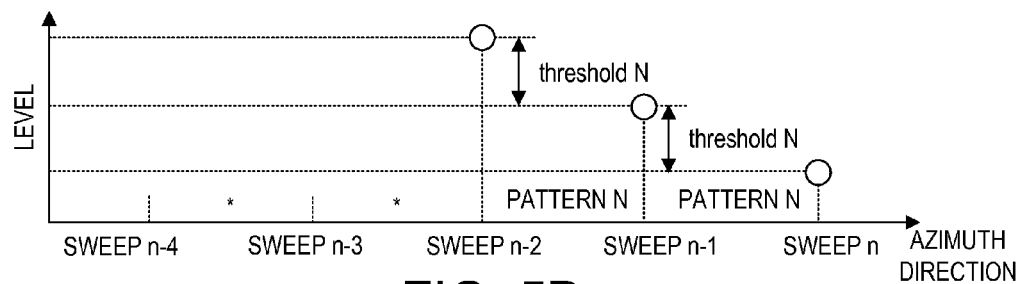 LEVEL
threshold N
threshold N
* * PATTERN N PATTERN N
SWEEP n-4 SWEEP n-3 SWEEP n-2 SWEEP n-1 SWEEP n
AZIMUTH
DIRECTION